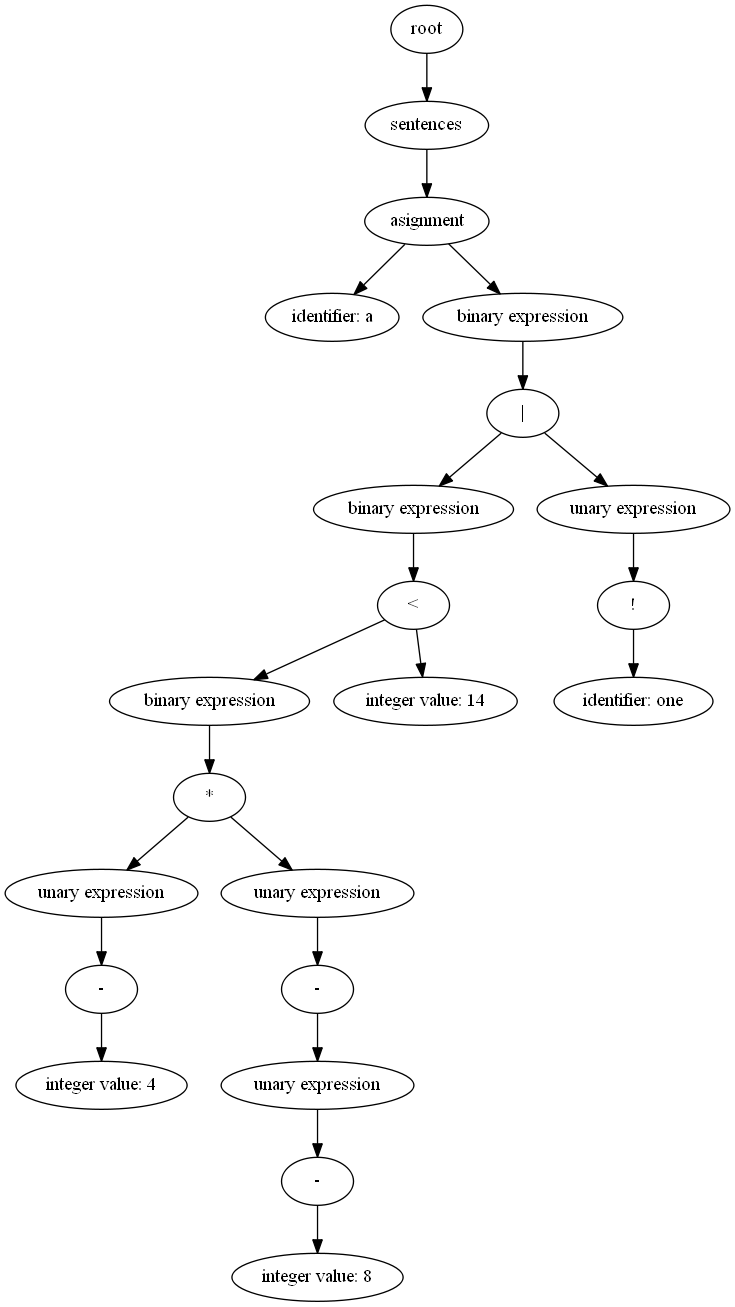 root
sentences
asignment
identifier: a
binary expression
|
binary expression
unary expression
<
!
binary expression
integer value: 14
identifier: one
*
unary expression
unary expression
-
-
integer value: 4
unary expression
-
integer value: 8